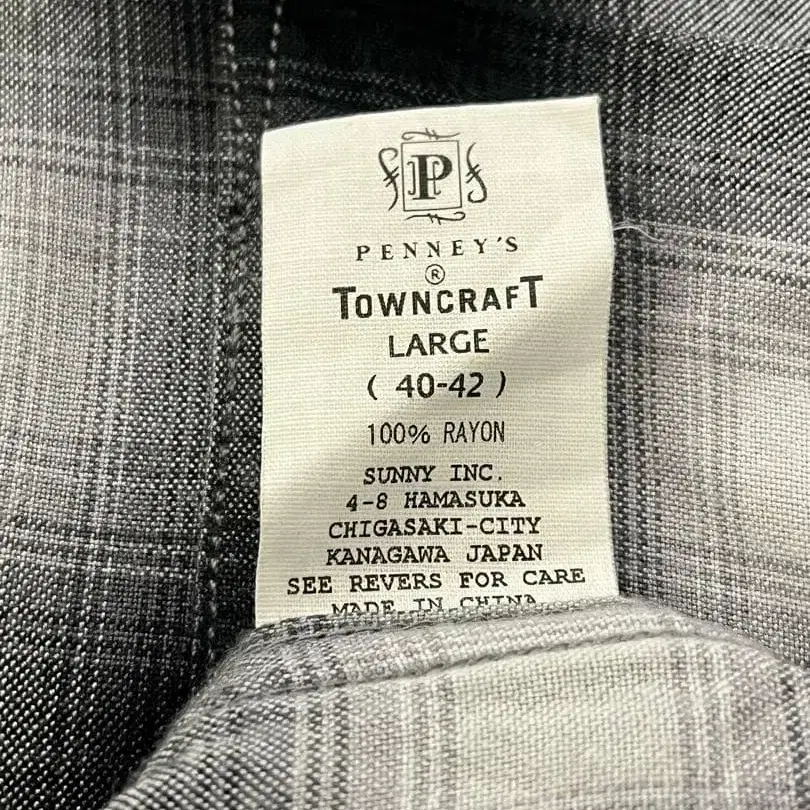 P
PENNEY'S
®
TOWNCRAFT
LARGE
( 40-42 )
100% RAYON
SUNNY INC.
4-8 HAMASUKA
CHIGASAKI-CITY
KANAGAWA JAPAN
SEE REVERS FOR CARE
MADE IN CHINA